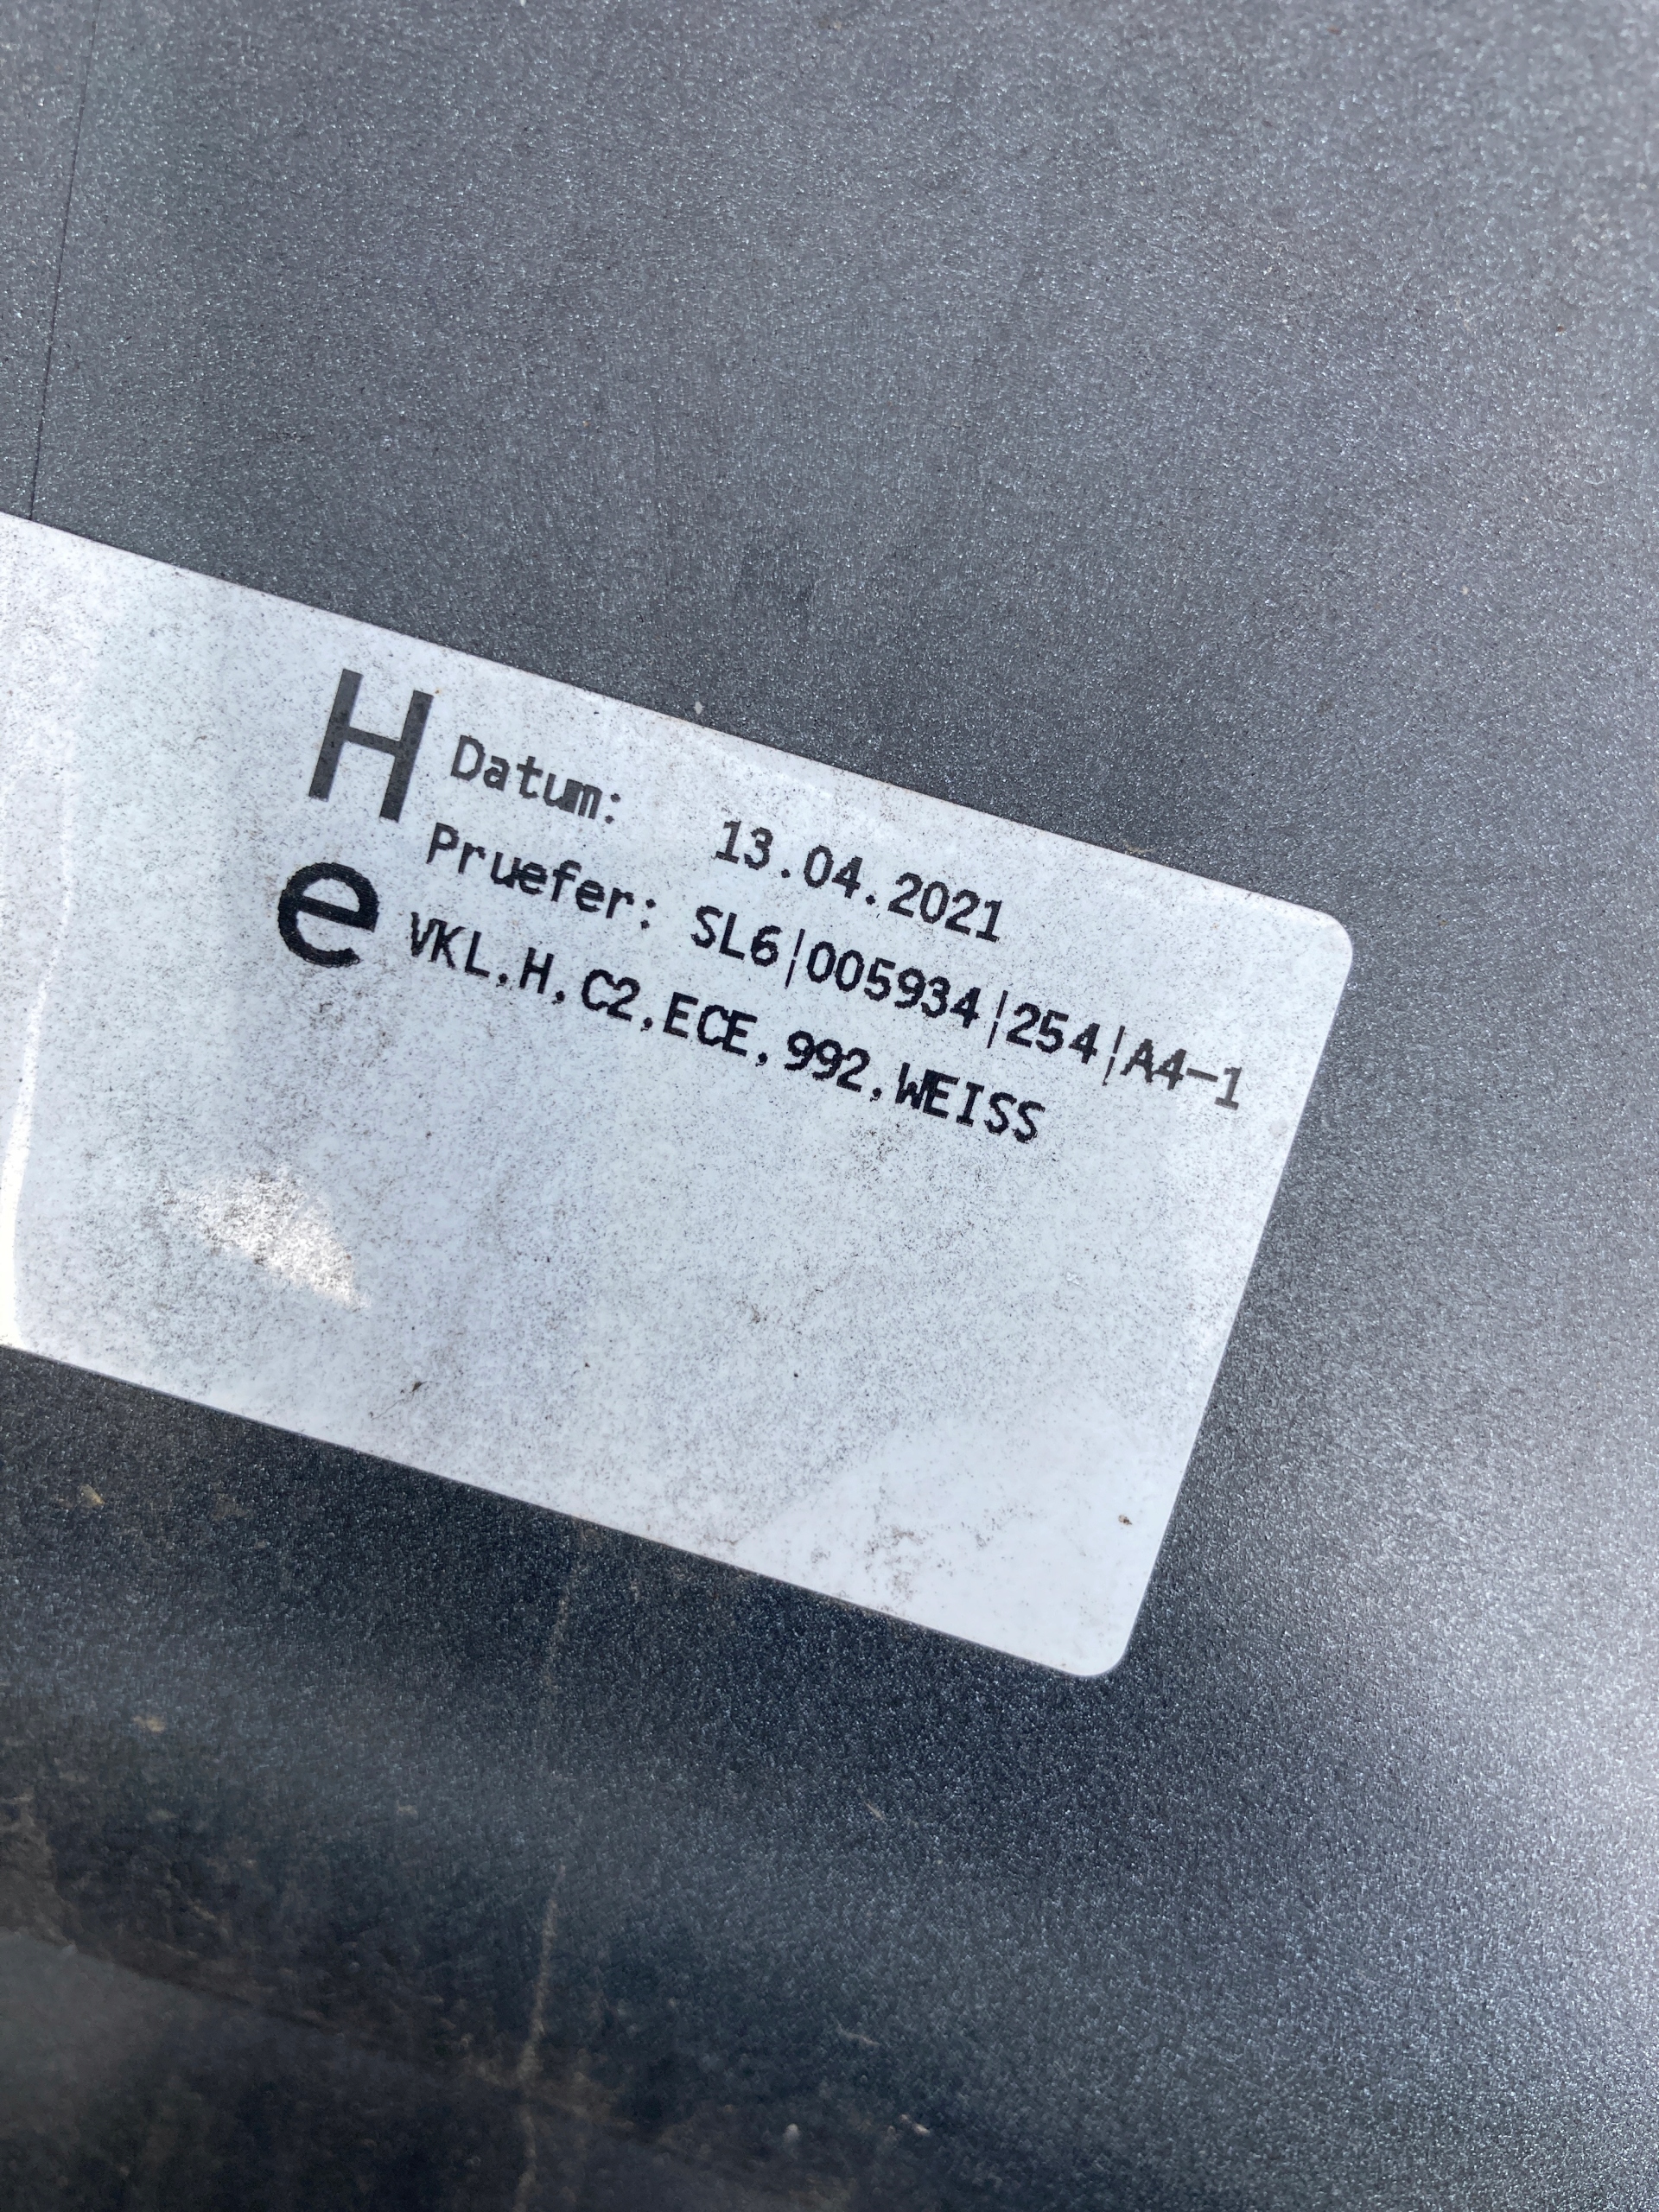 H
Datum: 13.04.2021
Pruefer: SL6|005934|254|A4-1
e
VKL,H,C2,ECE,992,WEISS